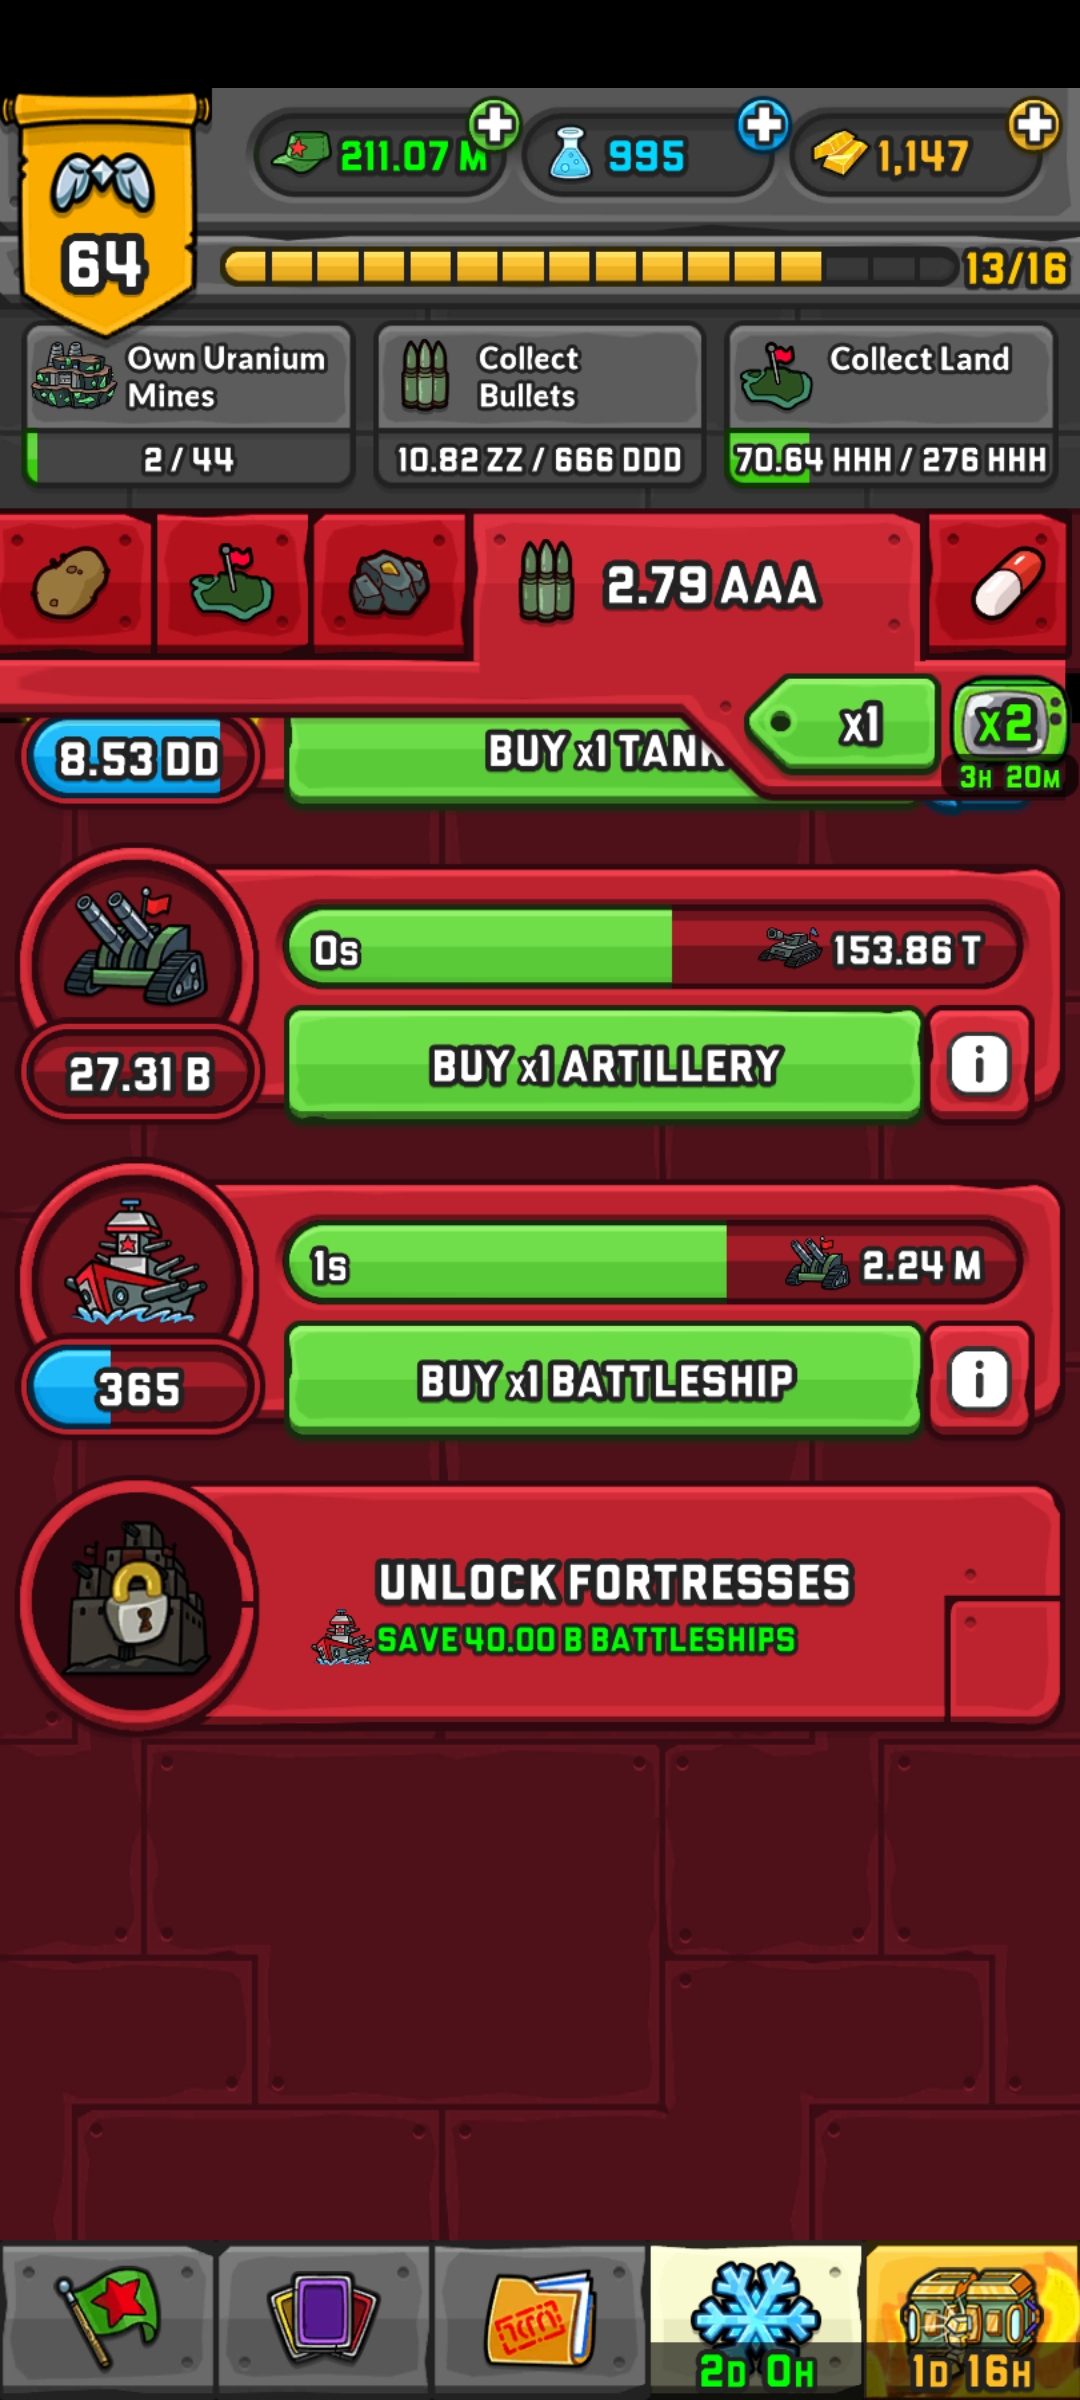 211.07 M
995
1,147
64
13/16
Own Uranium
Mines
2 / 44
Collect
Bullets
10.82 ZZ / 666 DDD
Collect Land
70.64 HHH / 276 HHH
2.79 AAA
x1
x2
3H 20M
8.53 DD
BUY x1 TANK
0s
153.86 T
27.31 B
BUY x1 ARTILLERY
i
1s
2.24 M
365
BUY x1 BATTLESHIP
i
UNLOCK FORTRESSES
SAVE 40.00 B BATTLESHIPS
2D 0H
1D 16H